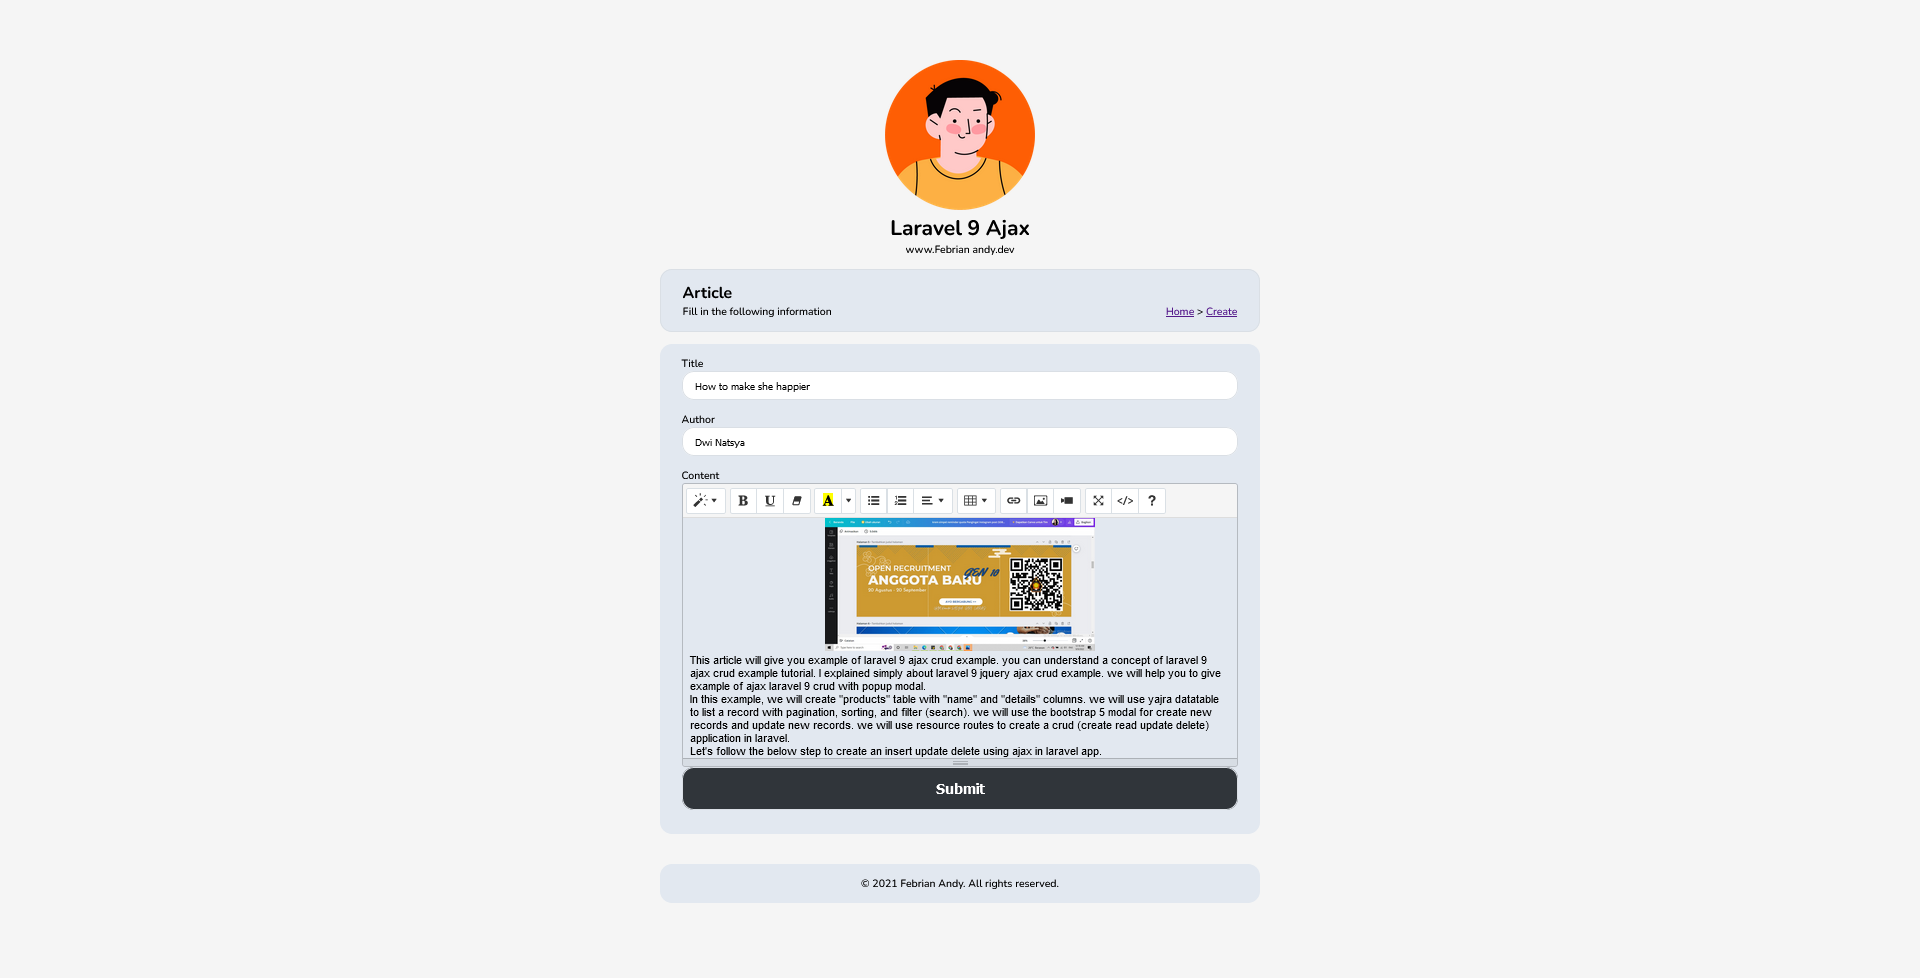 Laravel 9 Ajax
www.Febrian andy.dev
Article
Fill in the following information
Home > Create
Title
How to make she happier
Author
Dwi Natsya
Content
B U A </> ?
OPEN RECRUITMENT
GEN 10
ANGGOTA BARU
20 Agustus - 20 September
This article will give you example of laravel 9 ajax crud example. you can understand a concept of laravel 9
ajax crud example tutorial. I explained simply about laravel 9 jquery ajax crud example. we will help you to give
example of ajax laravel 9 crud with popup modal.
In this example, we will create "products" table with "name" and "details" columns. we will use yajra datatable
to list a record with pagination, sorting, and filter (search). we will use the bootstrap 5 modal for create new
records and update new records. we will use resource routes to create a crud (create read update delete)
application in laravel.
Let's follow the below step to create an insert update delete using ajax in laravel app.
Submit
© 2021 Febrian Andy. All rights reserved.